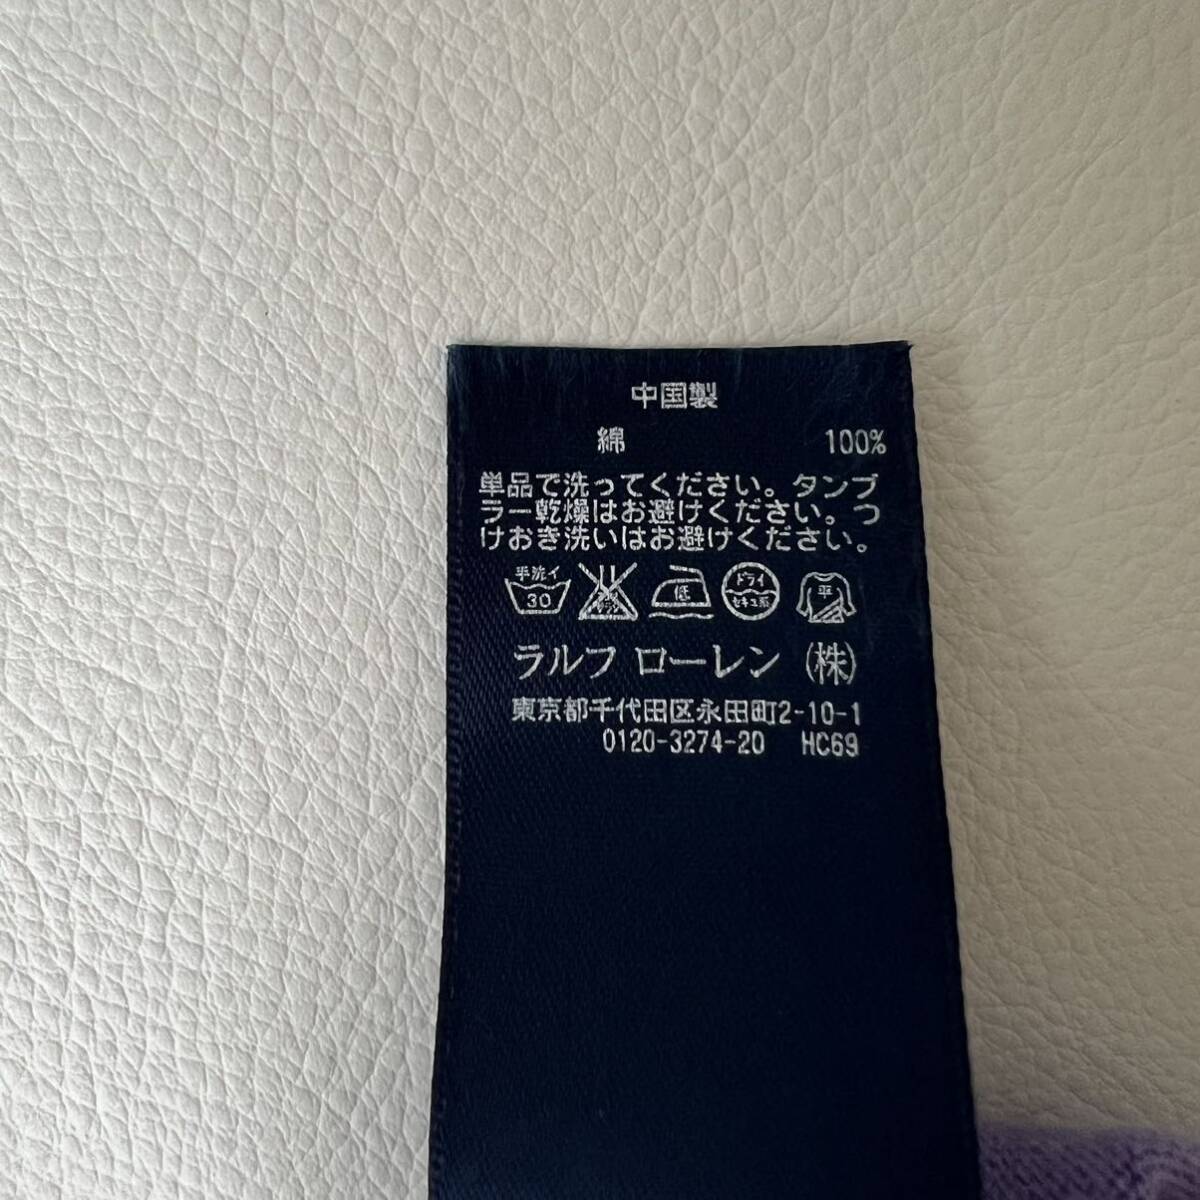 中国製
綿 100%
単品で洗ってください。タンブ
ラー乾燥はお避けください。つ
けおき洗いはお避けください。
手洗イ 30 低 ドライ セキユ系 平
ラルフ ローレン (株)
東京都千代田区永田町2-10-1
0120-3274-20 HC69